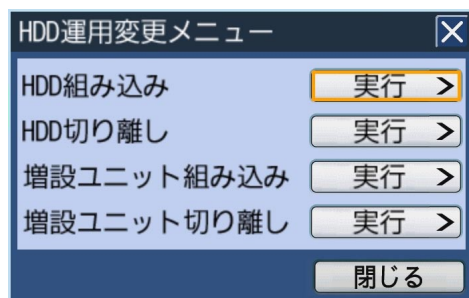 HDD運用変更メニュー
HDD組み込み 実行
HDD切り離し 実行
増設ユニット組み込み 実行
増設ユニット切り離し 実行
閉じる